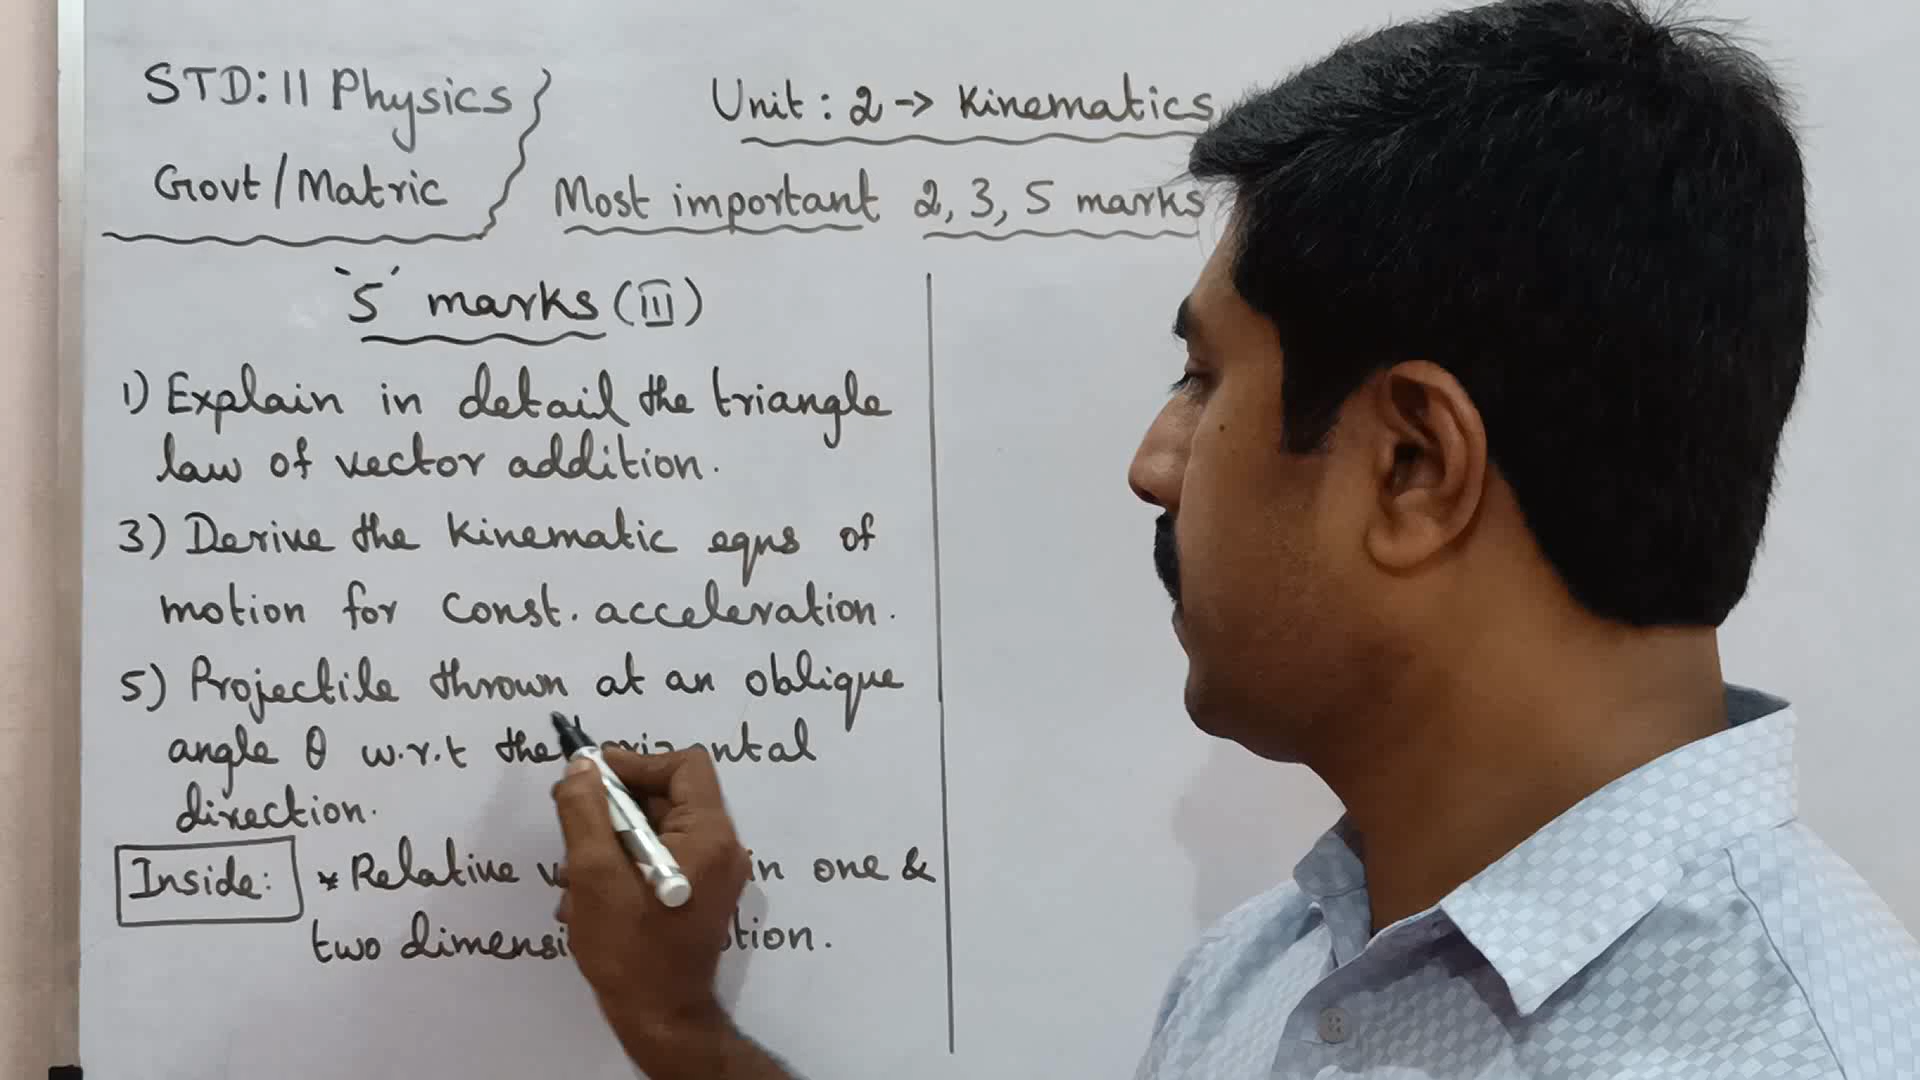 STD: 11 Physics
Govt/Matric
Unit: 2 -> Kinematics
Most important 2, 3, 5 marks
'5' marks (III)
1) Explain in detail the triangle
law of vector addition.
3) Derive the kinematic eqns of
motion for const. acceleration.
5) Projectile thrown at an oblique
angle θ w.r.t the horizontal
direction.
Inside: * Relative in one &
two motion.